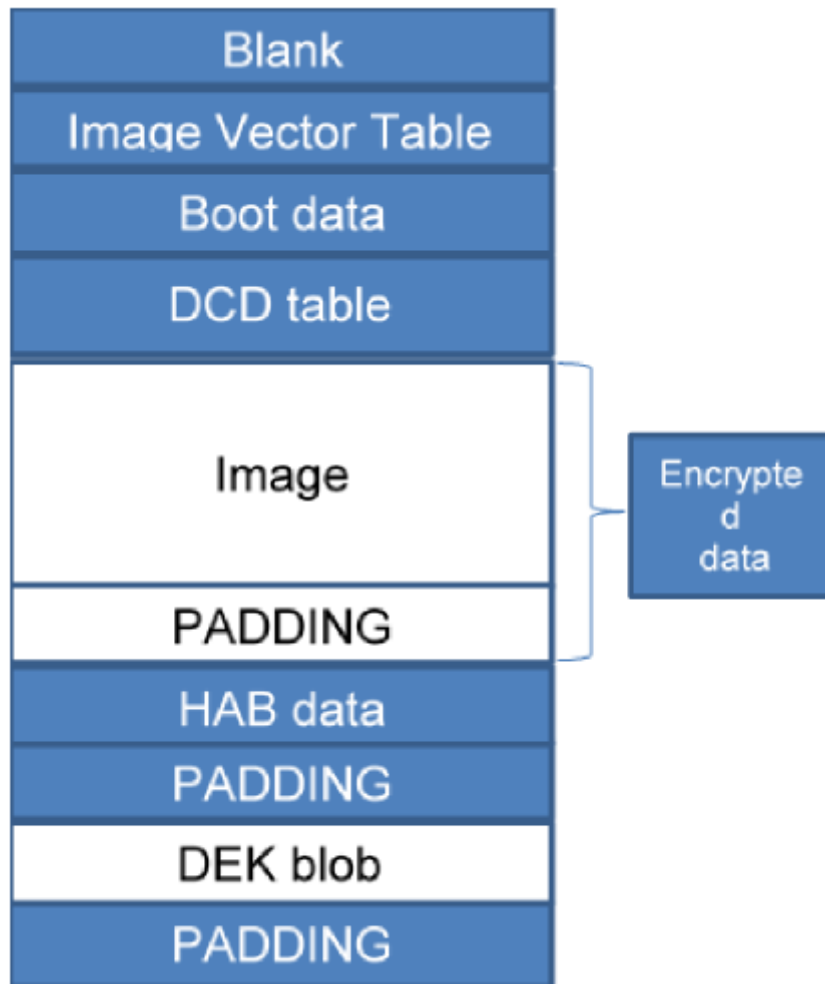 Blank
Image Vector Table
Boot data
DCD table
Image
Encrypte
d
data
PADDING
HAB data
PADDING
DEK blob
PADDING